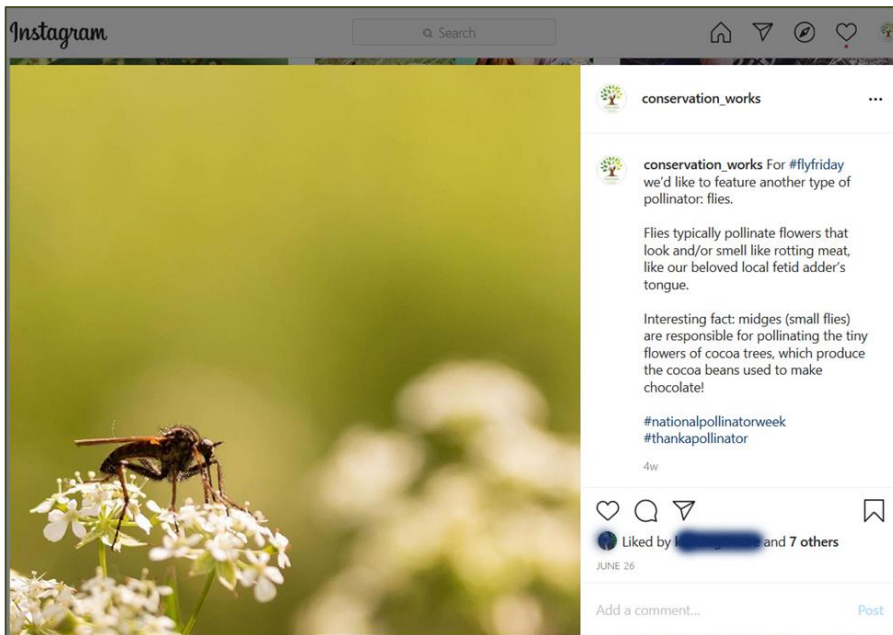 Instagram
Search
conservation_works
conservation_works For #flyfriday
we'd like to feature another type of
pollinator: flies.
Flies typically pollinate flowers that
look and/or smell like rotting meat,
like our beloved local fetid adder's
tongue.
Interesting fact: midges (small flies)
are responsible for pollinating the tiny
flowers of cocoa trees, which produce
the cocoa beans used to make
chocolate!
#nationalpollinatorweek
#thankapollinator
4w
Liked by and 7 others
JUNE 26
Add a comment... Post